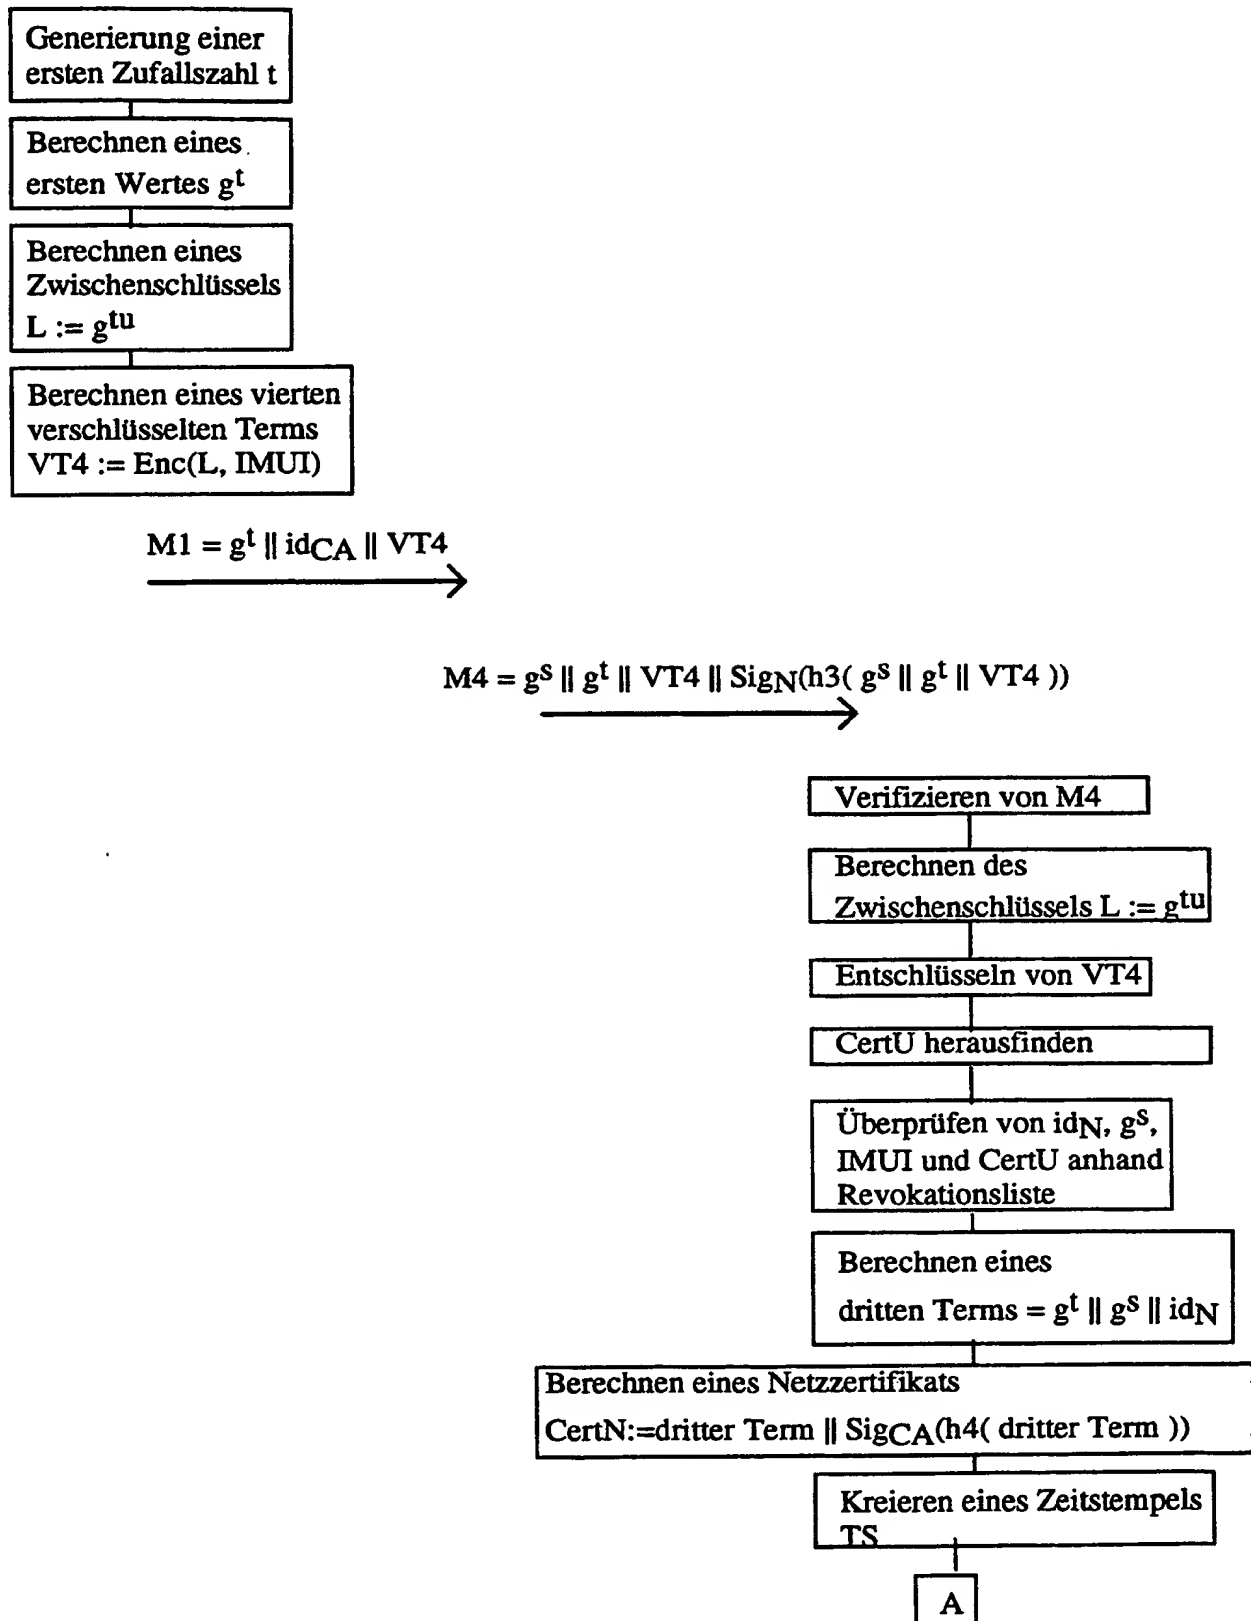 Generierung einer
ersten Zufallszahl t
Berechnen eines
ersten Wertes g^t
Berechnen eines
Zwischenschlüssels
L := g^tu
Berechnen eines vierten
verschlüsselten Terms
VT4 := Enc(L, IMUI)
M1 = g^t || id_CA || VT4
M4 = g^s || g^t || VT4 || Sig_N(h3( g^s || g^t || VT4 ))
Verifizieren von M4
Berechnen des
Zwischenschlüssels L := g^tu
Entschlüsseln von VT4
CertU herausfinden
Überprüfen von id_N, g^s,
IMUI und CertU anhand
Revokationsliste
Berechnen eines
dritten Terms = g^t || g^s || id_N
Berechnen eines Netzzertifikats
CertN:=dritter Term || Sig_CA(h4( dritter Term ))
Kreieren eines Zeitstempels
TS
A